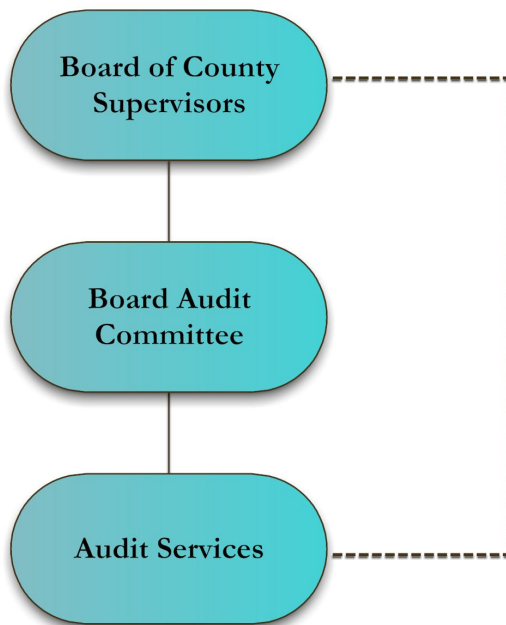 Board of County
Supervisors
Board Audit
Committee
Audit Services